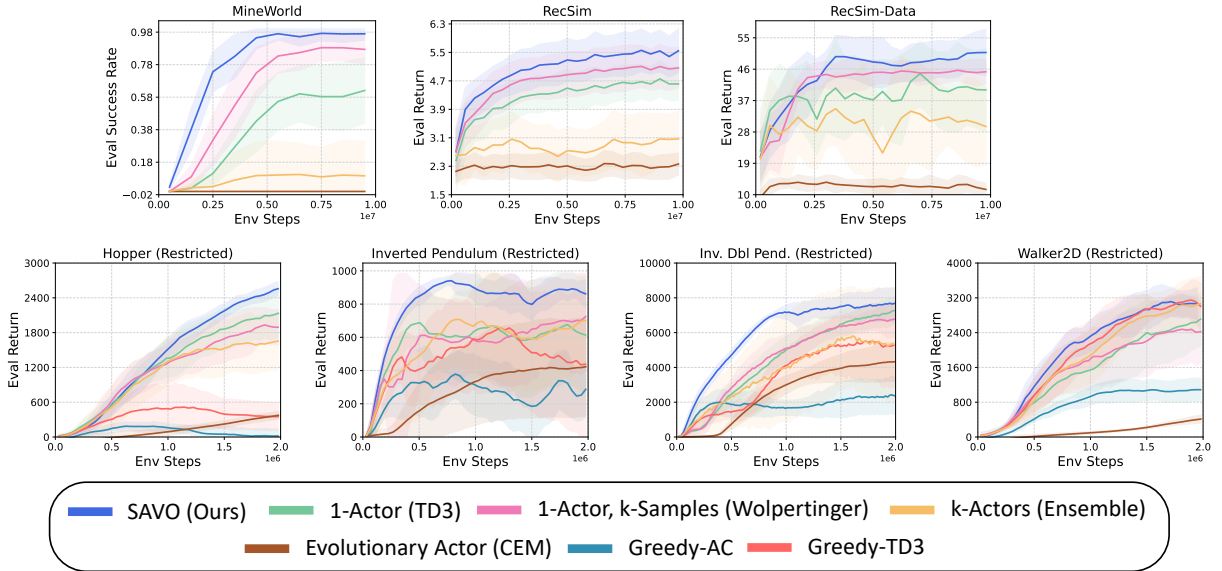 MineWorld
RecSim
RecSim-Data
Eval Success Rate
0.98
0.78
0.58
0.38
0.18
−0.02
0.00
0.25
0.50
0.75
1.00
1e7
Env Steps
Eval Return
6.3
5.5
4.7
3.9
3.1
2.3
1.5
0.00
0.25
0.50
0.75
1.00
1e7
Env Steps
Eval Return
55
46
37
28
19
10
0.00
0.25
0.50
0.75
1.00
1e7
Env Steps
Hopper (Restricted)
Inverted Pendulum (Restricted)
Inv. Dbl Pend. (Restricted)
Walker2D (Restricted)
Eval Return
3000
2400
1800
1200
600
0
0.0
0.5
1.0
1.5
2.0
1e6
Env Steps
Eval Return
1000
800
600
400
200
0.0
0.5
1.0
1.5
2.0
1e6
Env Steps
Eval Return
10000
8000
6000
4000
2000
0
0.0
0.5
1.0
1.5
2.0
1e6
Env Steps
Eval Return
4000
3200
2400
1600
800
0
0.0
0.5
1.0
1.5
2.0
1e6
Env Steps
SAVO (Ours)
1-Actor (TD3)
1-Actor, k-Samples (Wolpertinger)
k-Actors (Ensemble)
Evolutionary Actor (CEM)
Greedy-AC
Greedy-TD3